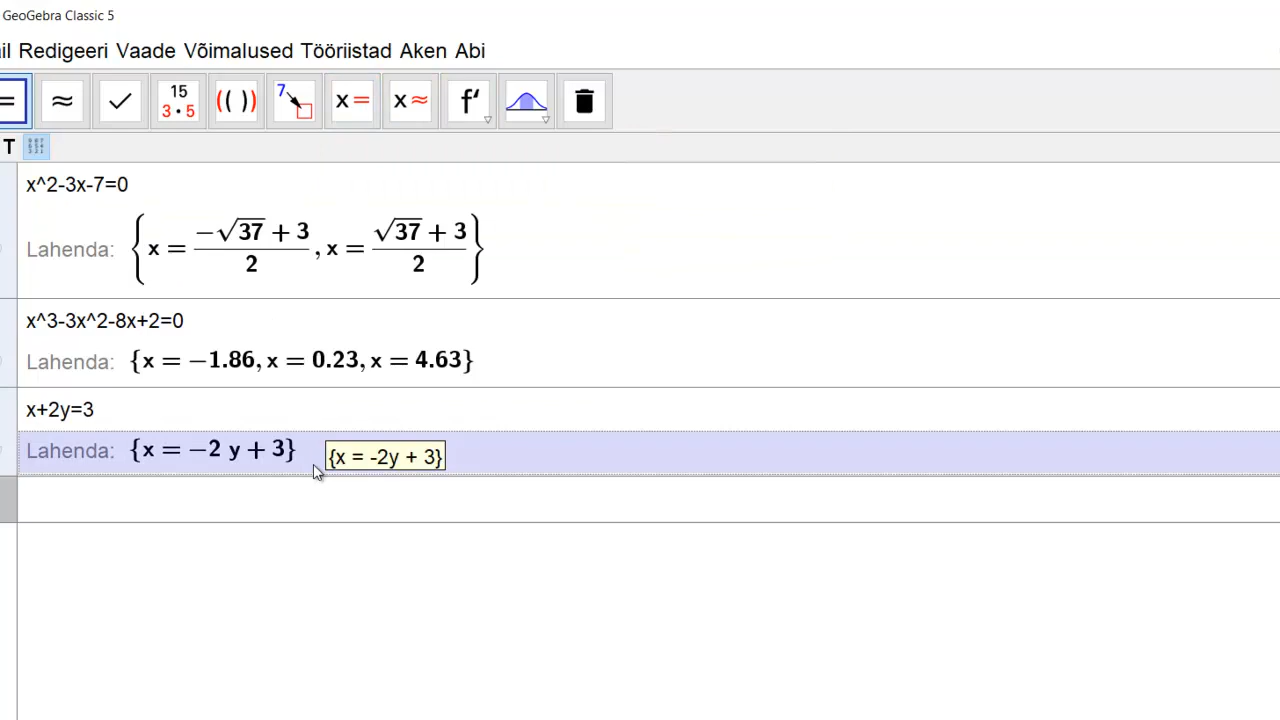 GeoGebra Classic 5
il Redigeeri Vaade Võimalused Tööriistad Aken Abi
= ≈ ✓ 15 3·5 (( )) 7 x= x≈ f′
T
x^2-3x-7=0
Lahenda: {x = (−√37 + 3)/2, x = (√37 + 3)/2}
x^3-3x^2-8x+2=0
Lahenda: {x = −1.86, x = 0.23, x = 4.63}
x+2y=3
Lahenda: {x = −2 y + 3} {x = -2y + 3}